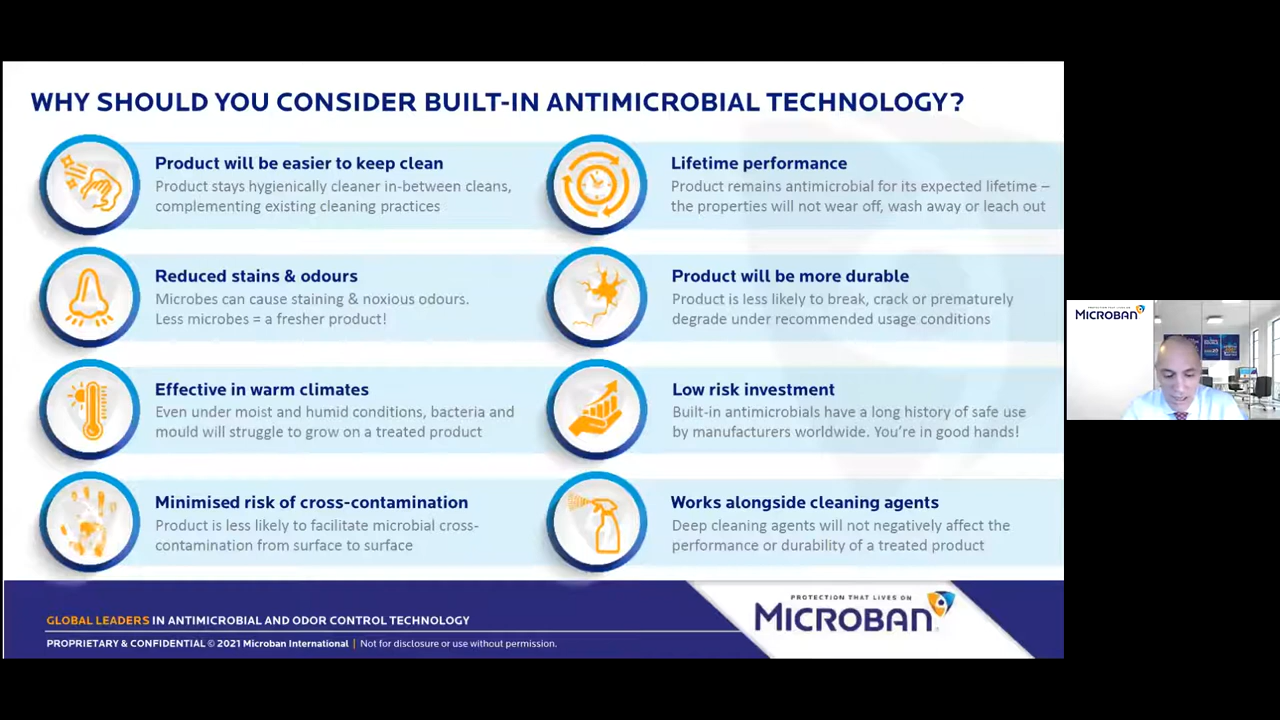 WHY SHOULD YOU CONSIDER BUILT-IN ANTIMICROBIAL TECHNOLOGY?
Product will be easier to keep clean
Product stays hygienically cleaner in-between cleans,
complementing existing cleaning practices
Lifetime performance
Product remains antimicrobial for its expected lifetime –
the properties will not wear off, wash away or leach out
Reduced stains & odours
Microbes can cause staining & noxious odours.
Less microbes = a fresher product!
Product will be more durable
Product is less likely to break, crack or prematurely
degrade under recommended usage conditions
Effective in warm climates
Even under moist and humid conditions, bacteria and
mould will struggle to grow on a treated product
Low risk investment
Built-in antimicrobials have a long history of safe use
by manufacturers worldwide. You're in good hands!
Minimised risk of cross-contamination
Product is less likely to facilitate microbial cross-
contamination from surface to surface
Works alongside cleaning agents
Deep cleaning agents will not negatively affect the
performance or durability of a treated product
GLOBAL LEADERS IN ANTIMICROBIAL AND ODOR CONTROL TECHNOLOGY
PROPRIETARY & CONFIDENTIAL © 2021 Microban International | Not for disclosure or use without permission.
PROTECTION THAT LIVES ON
MICROBAN
PROTECTION THAT LIVES ON
MICROBAN